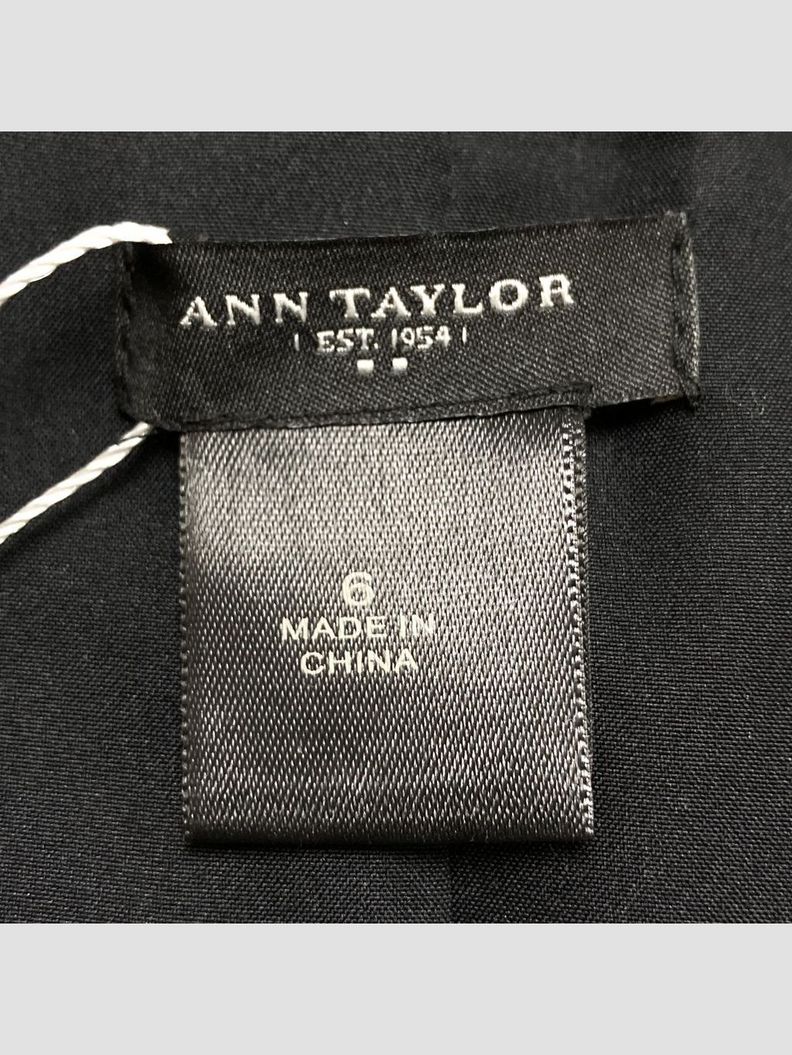 ANN TAYLOR
EST. 1954
6
MADE IN
CHINA